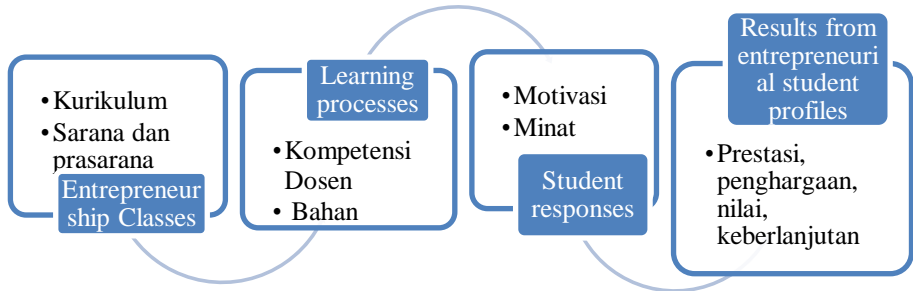 • Kurikulum
• Sarana dan
prasarana
Entrepreneur
ship Classes
Learning
processes
• Kompetensi
Dosen
• Bahan
• Motivasi
• Minat
Student
responses
Results from
entrepreneuri
al student
profiles
• Prestasi,
penghargaan,
nilai,
keberlanjutan